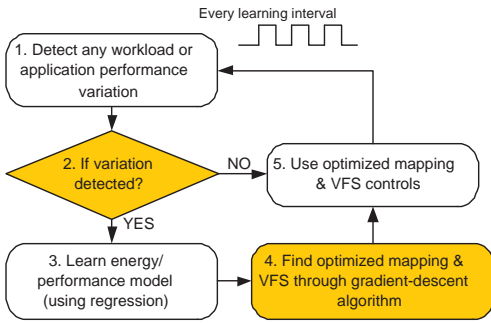 Every learning interval
1. Detect any workload or
application performance
variation
2. If variation
detected?
NO
YES
5. Use optimized mapping
& VFS controls
3. Learn energy/
performance model
(using regression)
4. Find optimized mapping &
VFS through gradient-descent
algorithm